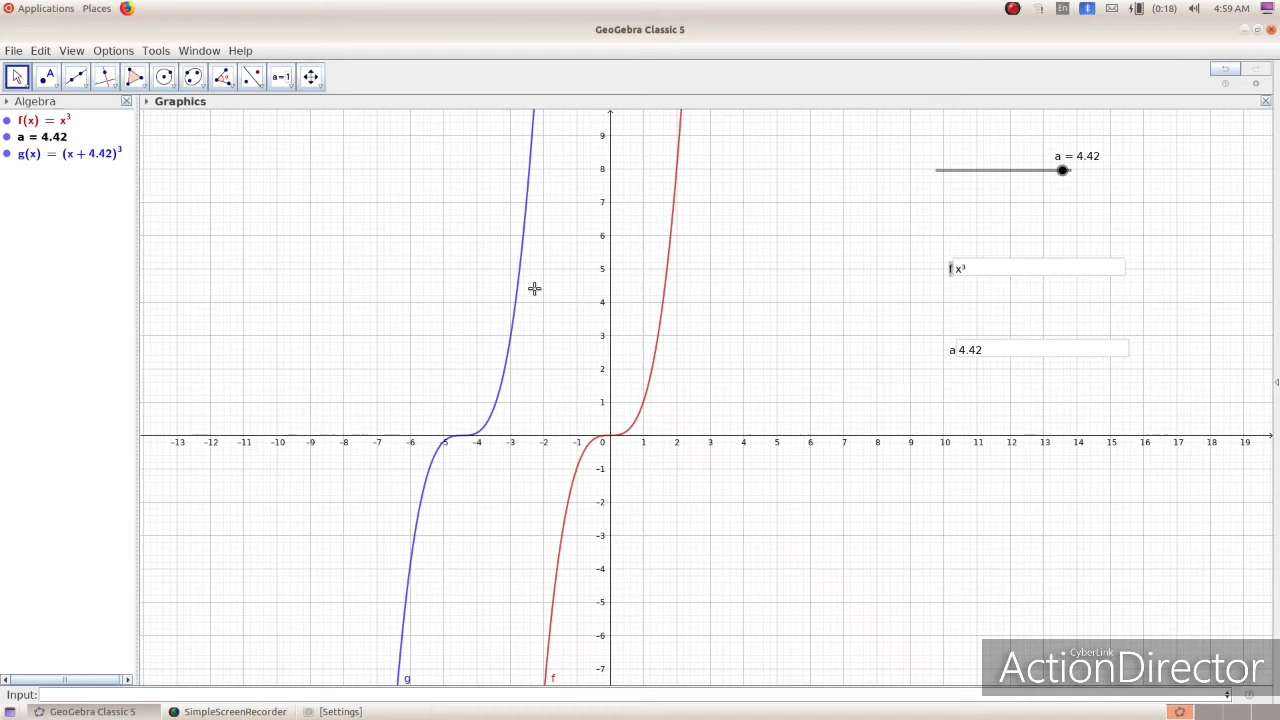 Applications Places
En (0:18) 4:59 AM
GeoGebra Classic 5
File Edit View Options Tools Window Help
A a=1
Algebra
Graphics
f(x) = x³
a = 4.42
g(x) = (x + 4.42)³
a = 4.42
f x³
a 4.42
9
8
7
6
5
4
3
2
1
-13 -12 -11 -10 -9 -8 -7 -6 -5 -4 -3 -2 -1 0 1 2 3 4 5 6 7 8 9 10 11 12 13 14 15 16 17 18 19
-1
-2
-3
-4
-5
-6
-7
g f
CyberLink
ActionDirector
Input:
GeoGebra Classic 5 SimpleScreenRecorder [Settings]